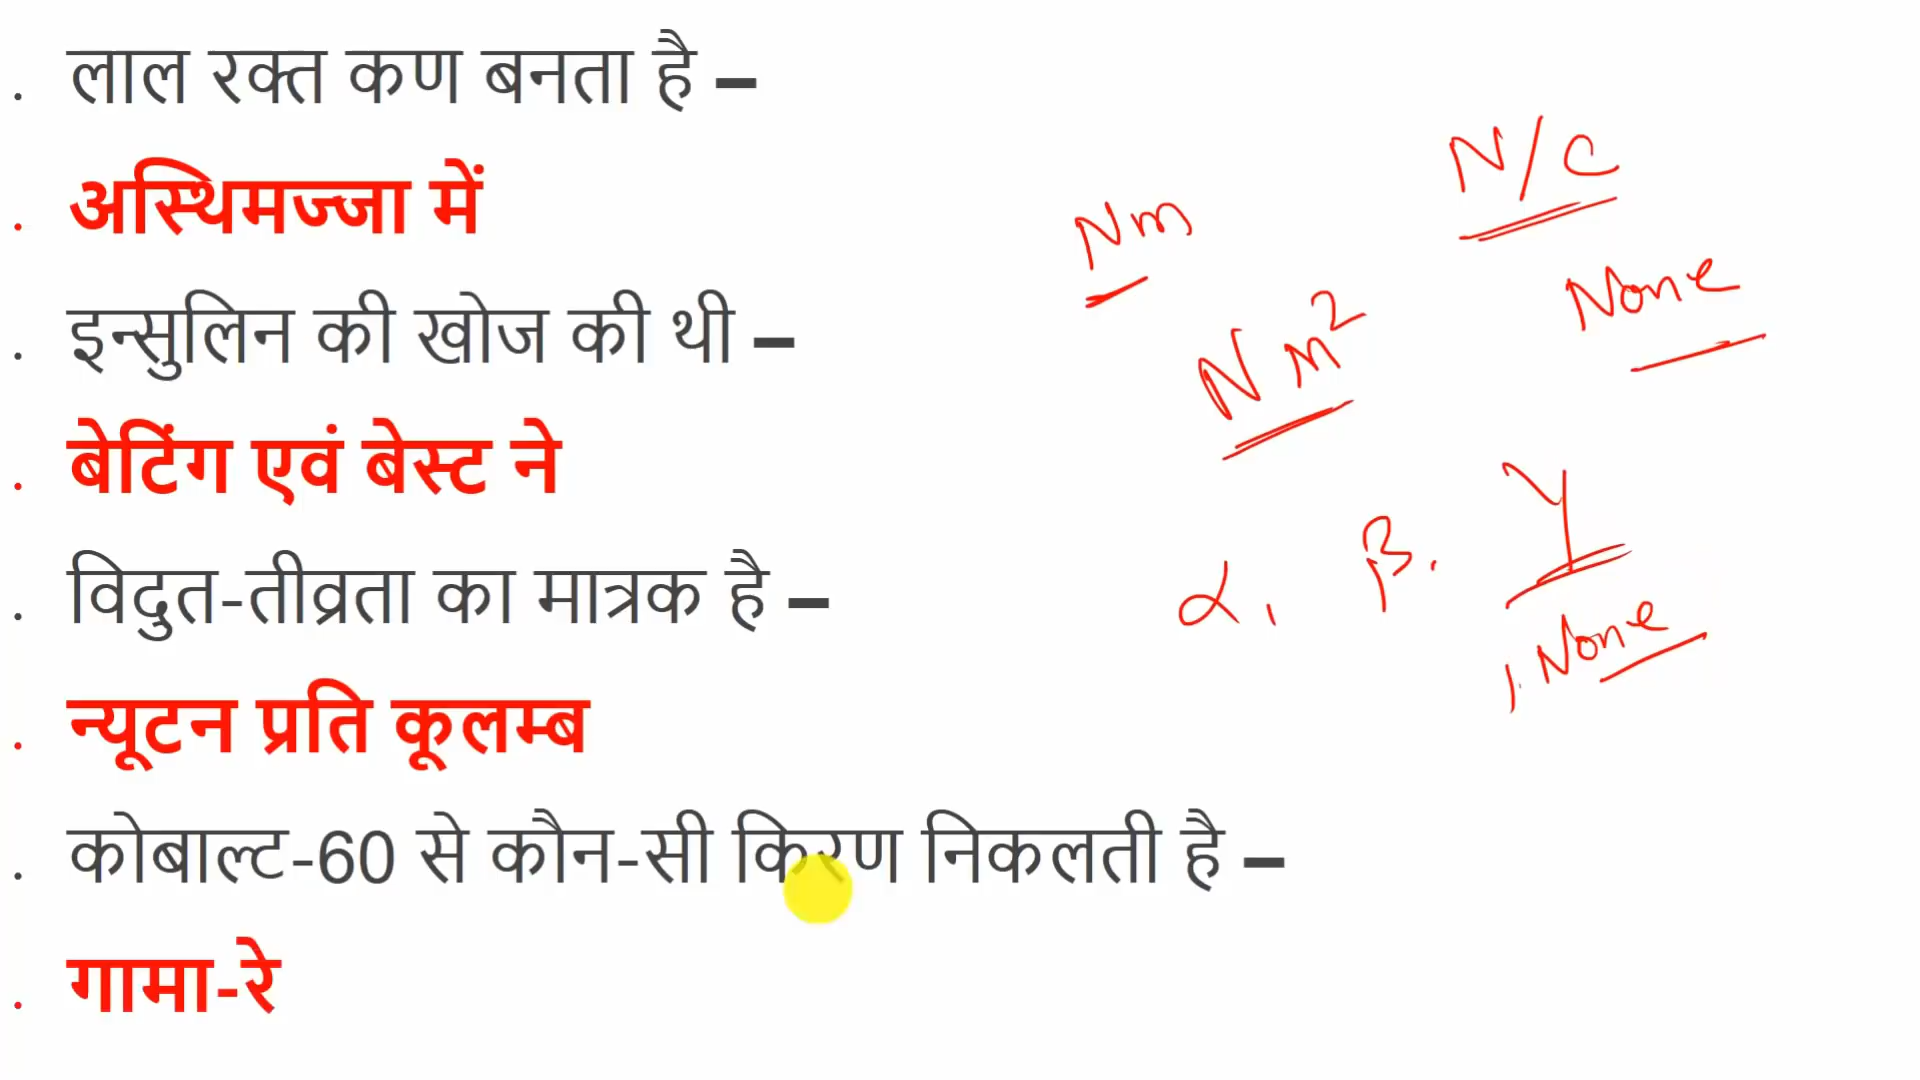 . लाल रक्त कण बनता है –
. अस्थिमज्जा में
. इन्सुलिन की खोज की थी –
. बेटिंग एवं बेस्ट ने
. विदुत-तीव्रता का मात्रक है –
. न्यूटन प्रति कूलम्ब
. कोबाल्ट-60 से कौन-सी किरण निकलती है –
. गामा-रे
N/C
Nm
None
Nm²
α, β, γ
, None